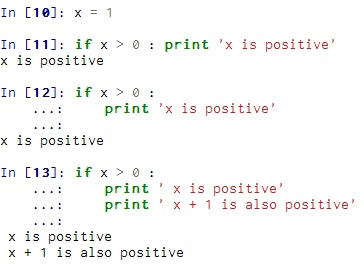 In [10]: x = 1
In [11]: if x > 0 : print 'x is positive'
x is positive
In [12]: if x > 0 :
   ...:     print 'x is positive'
   ...:
x is positive
In [13]: if x > 0 :
   ...:     print ' x is positive'
   ...:     print ' x + 1 is also positive'
   ...:
 x is positive
 x + 1 is also positive